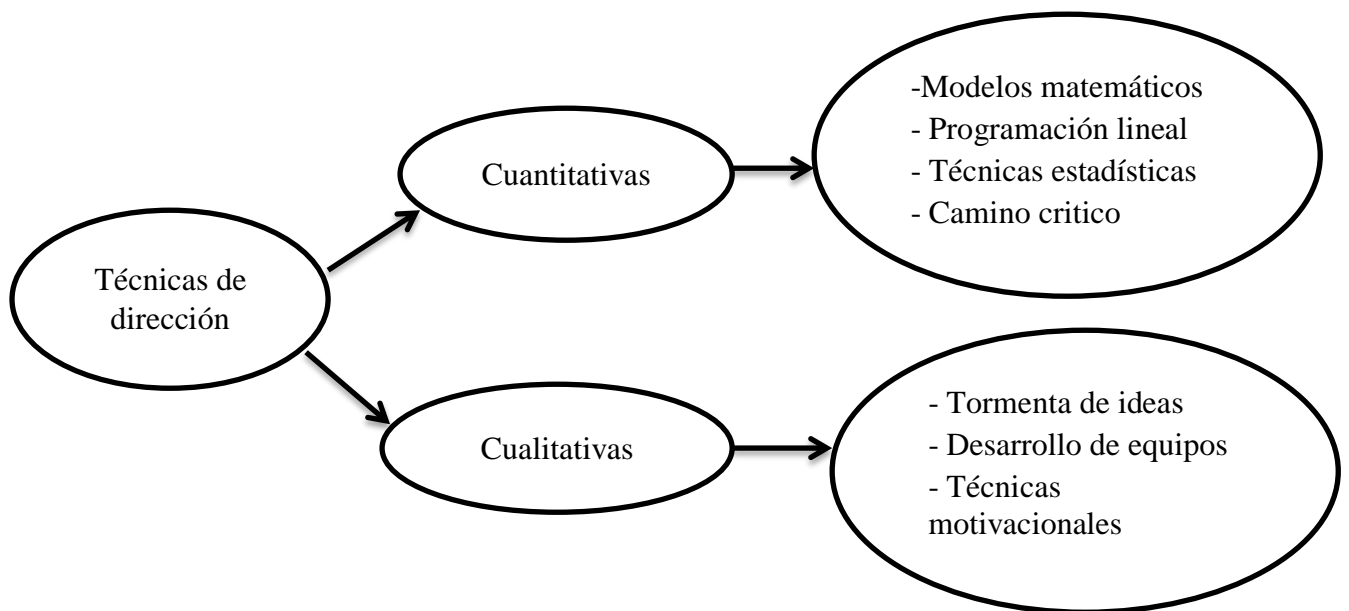 Técnicas de
dirección
Cuantitativas
-Modelos matemáticos
- Programación lineal
- Técnicas estadísticas
- Camino critico
Cualitativas
- Tormenta de ideas
- Desarrollo de equipos
- Técnicas
motivacionales